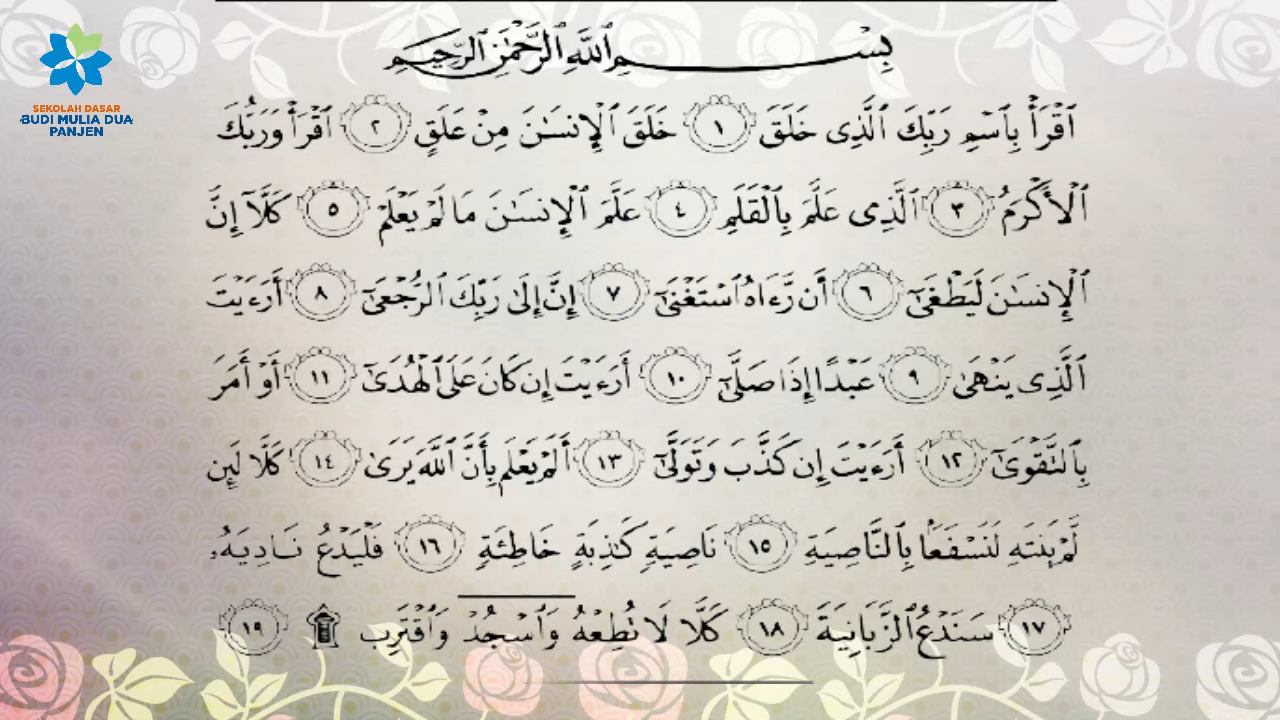 SEKOLAH DASAR
BUDI MULIA DUA
PANJEN
بِسْمِ ٱللَّهِ ٱلرَّحْمَٰنِ ٱلرَّحِيمِ
ٱقْرَأْ بِٱسْمِ رَبِّكَ ٱلَّذِى خَلَقَ ١ خَلَقَ ٱلْإِنسَٰنَ مِنْ عَلَقٍ ٢ ٱقْرَأْ وَرَبُّكَ
ٱلْأَكْرَمُ ٣ ٱلَّذِى عَلَّمَ بِٱلْقَلَمِ ٤ عَلَّمَ ٱلْإِنسَٰنَ مَا لَمْ يَعْلَمْ ٥ كَلَّآ إِنَّ
ٱلْإِنسَٰنَ لَيَطْغَىٰٓ ٦ أَن رَّءَاهُ ٱسْتَغْنَىٰٓ ٧ إِنَّ إِلَىٰ رَبِّكَ ٱلرُّجْعَىٰٓ ٨ أَرَءَيْتَ
ٱلَّذِى يَنْهَىٰ ٩ عَبْدًا إِذَا صَلَّىٰٓ ١٠ أَرَءَيْتَ إِن كَانَ عَلَى ٱلْهُدَىٰٓ ١١ أَوْ أَمَرَ
بِٱلتَّقْوَىٰٓ ١٢ أَرَءَيْتَ إِن كَذَّبَ وَتَوَلَّىٰٓ ١٣ أَلَمْ يَعْلَم بِأَنَّ ٱللَّهَ يَرَىٰ ١٤ كَلَّا لَئِن
لَّمْ يَنتَهِ لَنَسْفَعًۢا بِٱلنَّاصِيَةِ ١٥ نَاصِيَةٍ كَٰذِبَةٍ خَاطِئَةٍ ١٦ فَلْيَدْعُ نَادِيَهُۥ
١٧ سَنَدْعُ ٱلزَّبَانِيَةَ ١٨ كَلَّا لَا تُطِعْهُ وَٱسْجُدْ وَٱقْتَرِب ۩ ١٩